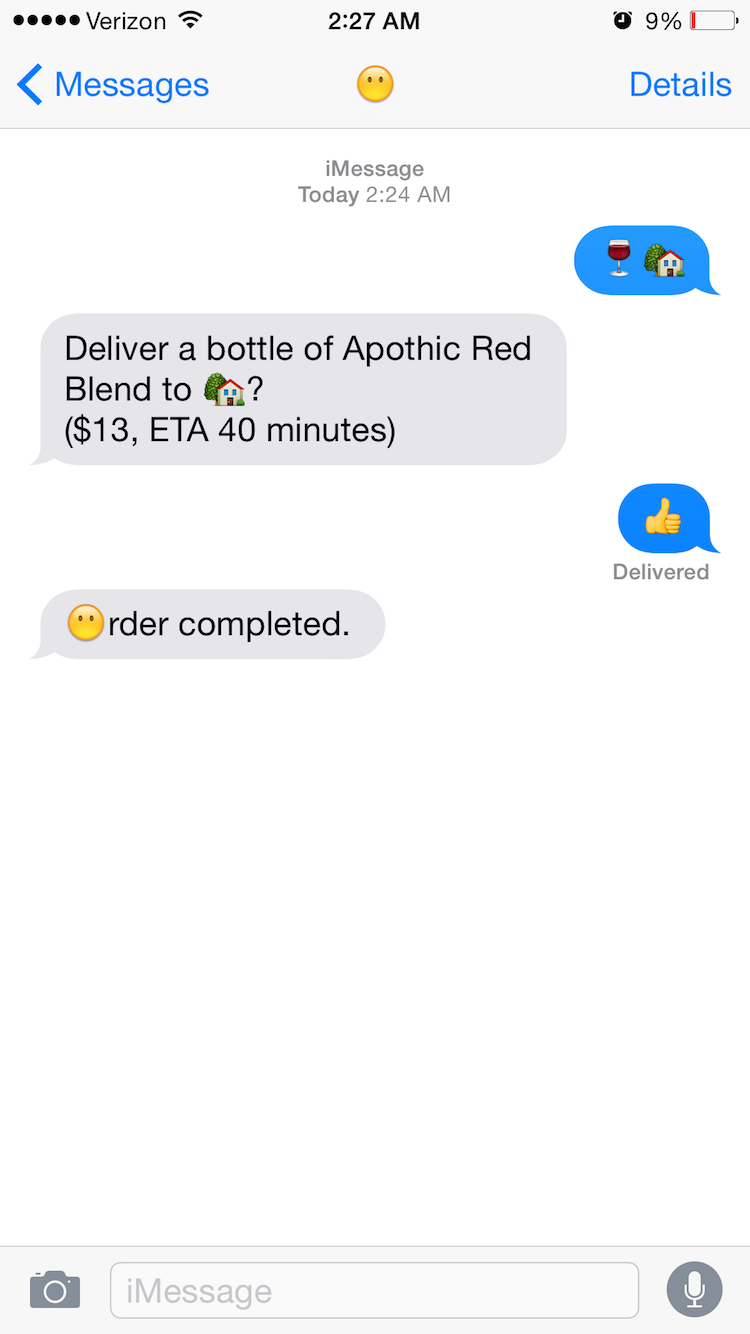 ●●●●● Verizon 2:27 AM 9%
Messages 😶 Details
iMessage
Today 2:24 AM
🍷 🏡
Deliver a bottle of Apothic Red
Blend to 🏡?
($13, ETA 40 minutes)
👍
Delivered
😶rder completed.
iMessage